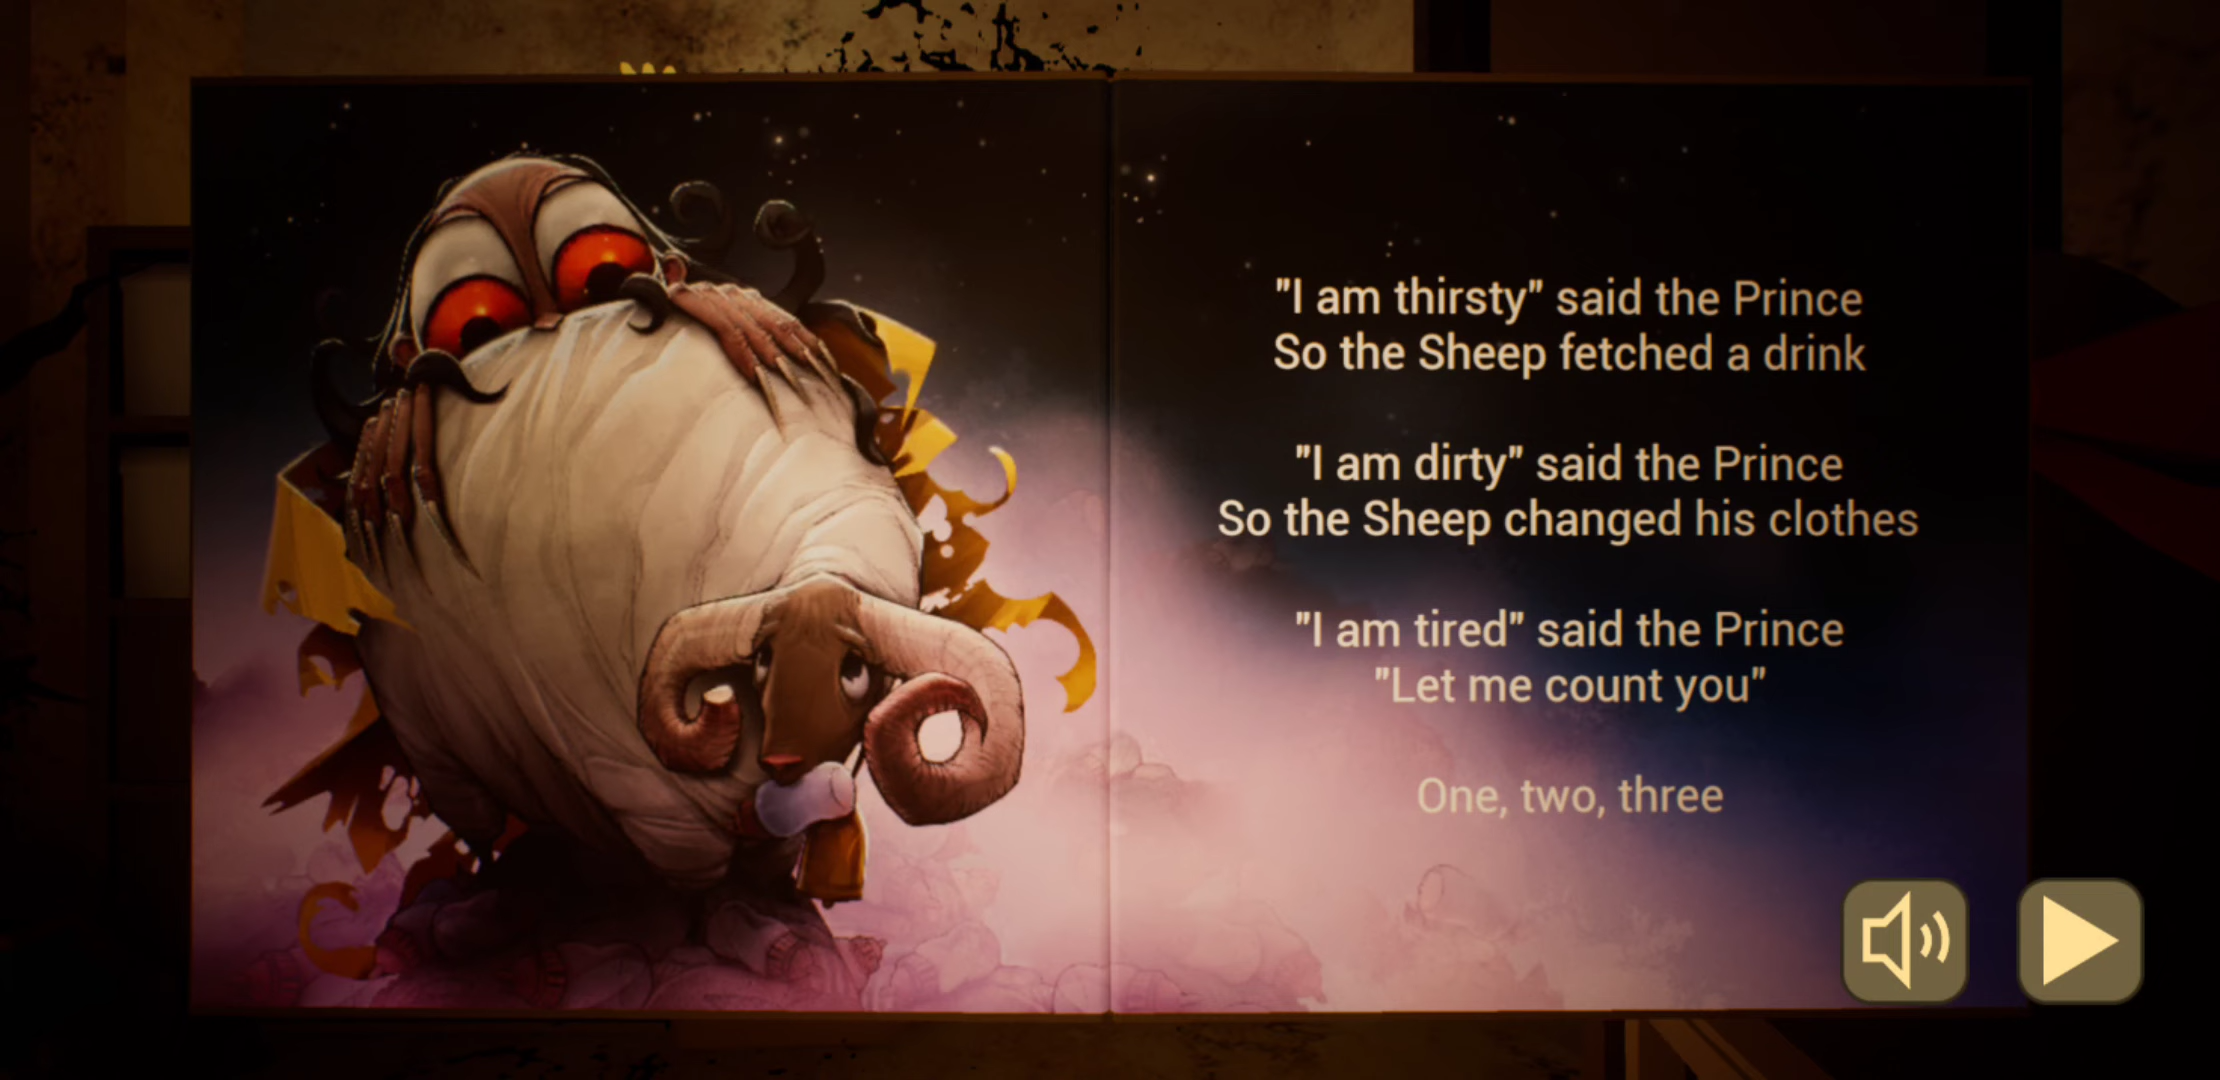 "I am thirsty" said the Prince
So the Sheep fetched a drink
"I am dirty" said the Prince
So the Sheep changed his clothes
"I am tired" said the Prince
"Let me count you"
One, two, three